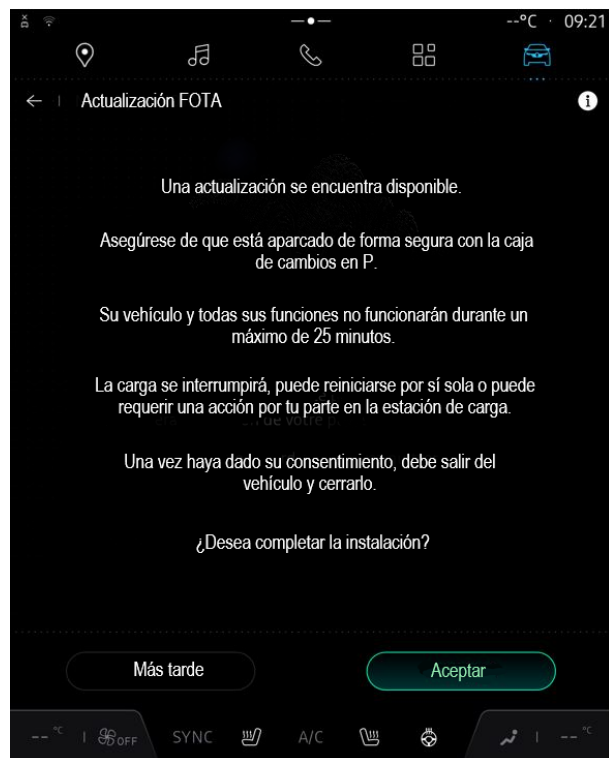 --°C · 09:21
Actualización FOTA
Una actualización se encuentra disponible.
Asegúrese de que está aparcado de forma segura con la caja
de cambios en P.
Su vehículo y todas sus funciones no funcionarán durante un
máximo de 25 minutos.
La carga se interrumpirá, puede reiniciarse por sí sola o puede
requerir una acción por tu parte en la estación de carga.
de votre
Una vez haya dado su consentimiento, debe salir del
vehículo y cerrarlo.
¿Desea completar la instalación?
Más tarde
Aceptar
-- °C OFF SYNC A/C -- °C